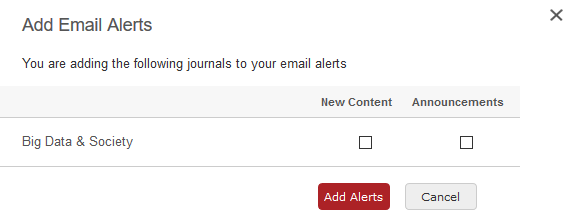 Add Email Alerts
You are adding the following journals to your email alerts
New Content Announcements
Big Data & Society
Add Alerts Cancel